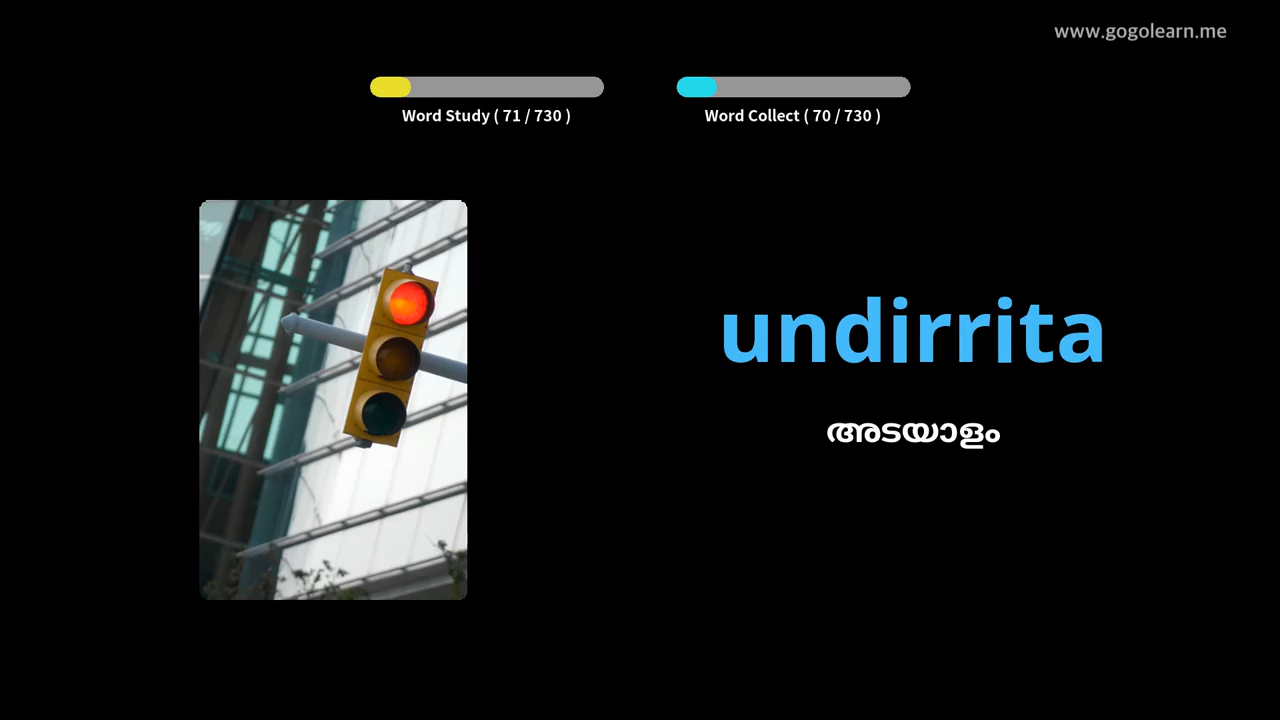 www.gogolearn.me
Word Study ( 71 / 730 )
Word Collect ( 70 / 730 )
undirrita
അടയാളം